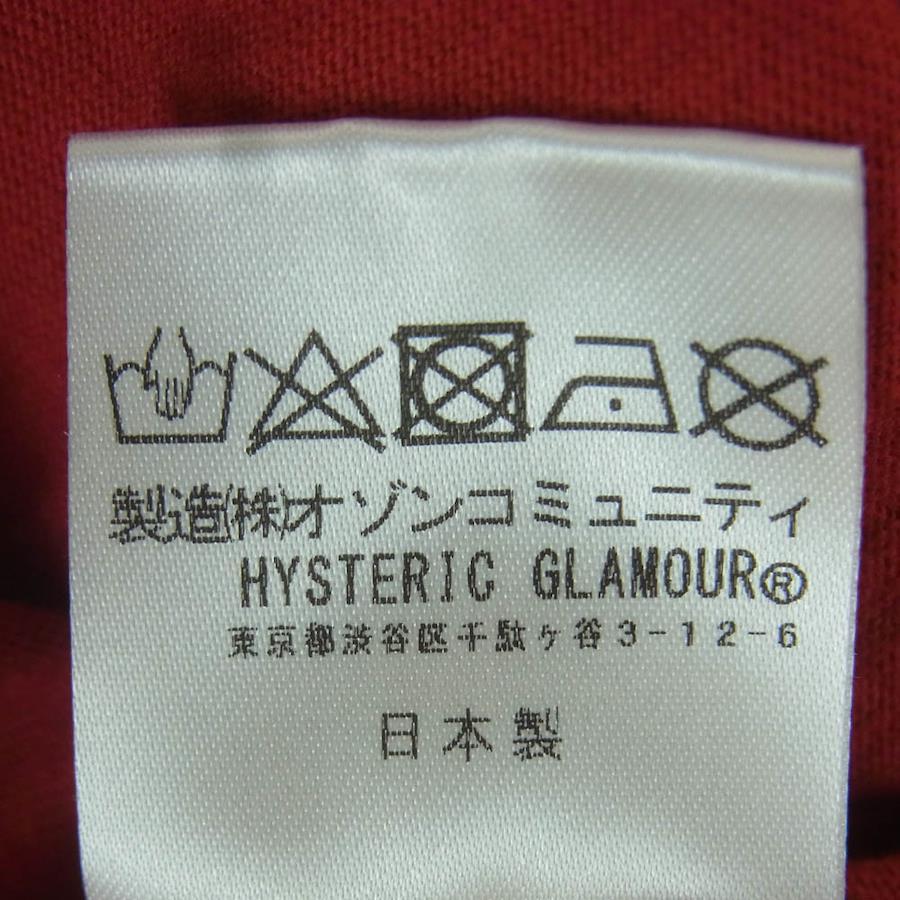 製造(株)オゾンコミュニティ
HYSTERIC GLAMOUR®
東京都渋谷区千駄ケ谷3-12-6
日本製